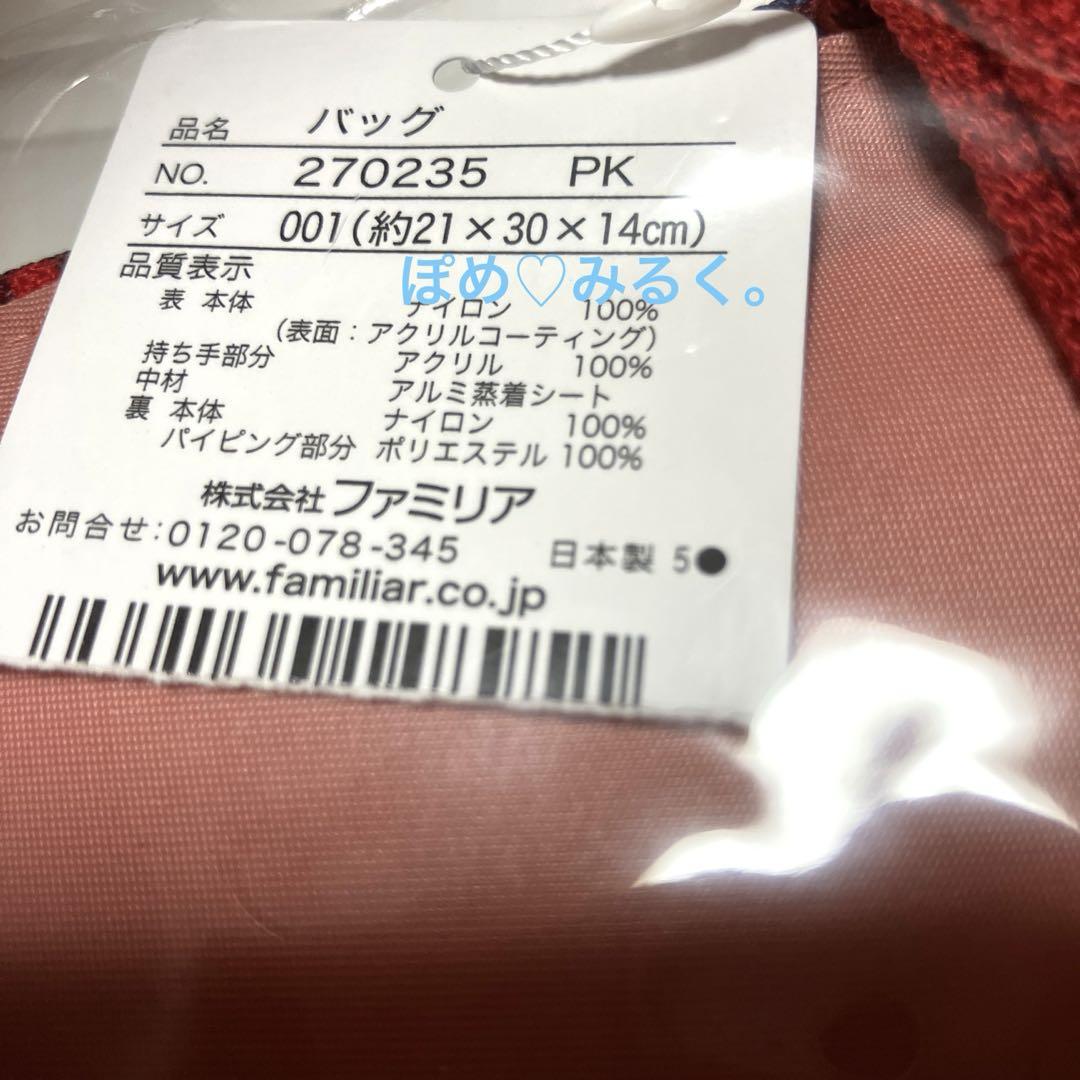 品名 バッグ
NO. 270235 PK
サイズ 001(約21×30×14cm)
品質表示
ぽめ♡みるく。
表 本体 ナイロン 100%
(表面:アクリルコーティング)
持ち手部分 アクリル 100%
中材 アルミ蒸着シート
裏 本体 ナイロン 100%
パイピング部分 ポリエステル 100%
株式会社ファミリア
お問合せ:0120-078-345 日本製 5●
www.familiar.co.jp